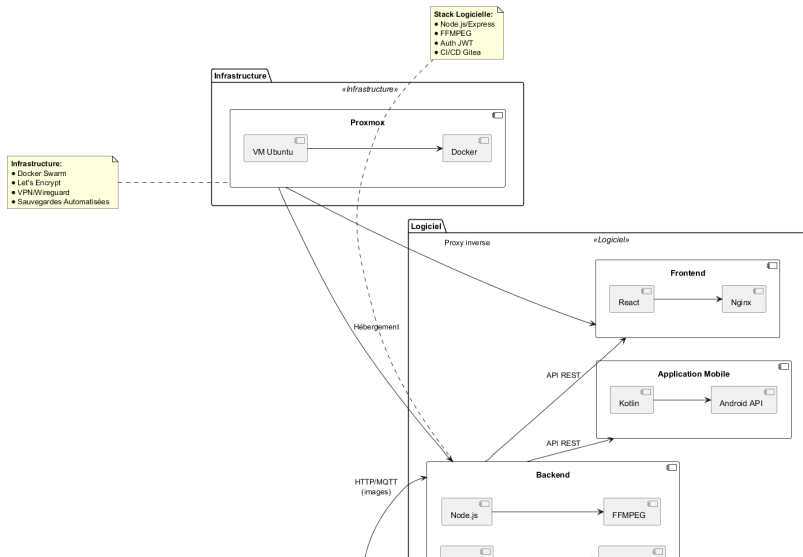 Stack Logicielle:
● Node.js/Express
● FFMPEG
● Auth JWT
● CI/CD Gitea
Infrastructure
«Infrastructure»
Proxmox
VM Ubuntu
Docker
Infrastructure:
● Docker Swarm
● Let's Encrypt
● VPN/Wireguard
● Sauvegardes Automatisées
Logiciel
«Logiciel»
Proxy inverse
Frontend
React
Nginx
Hébergement
API REST
Application Mobile
Kotlin
Android API
API REST
Backend
HTTP/MQTT
(images)
Node.js
FFMPEG